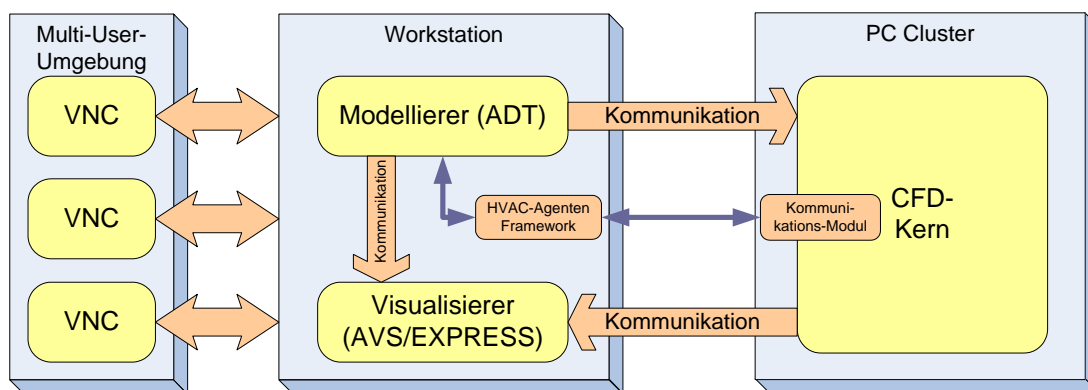 Multi-User-
Umgebung
VNC
VNC
VNC
Workstation
Modellierer (ADT)
Kommunikation
Kommunikation
HVAC-Agenten
Framework
Visualisierer
(AVS/EXPRESS)
Kommunikation
PC Cluster
Kommuni-
kations-Modul
CFD-
Kern